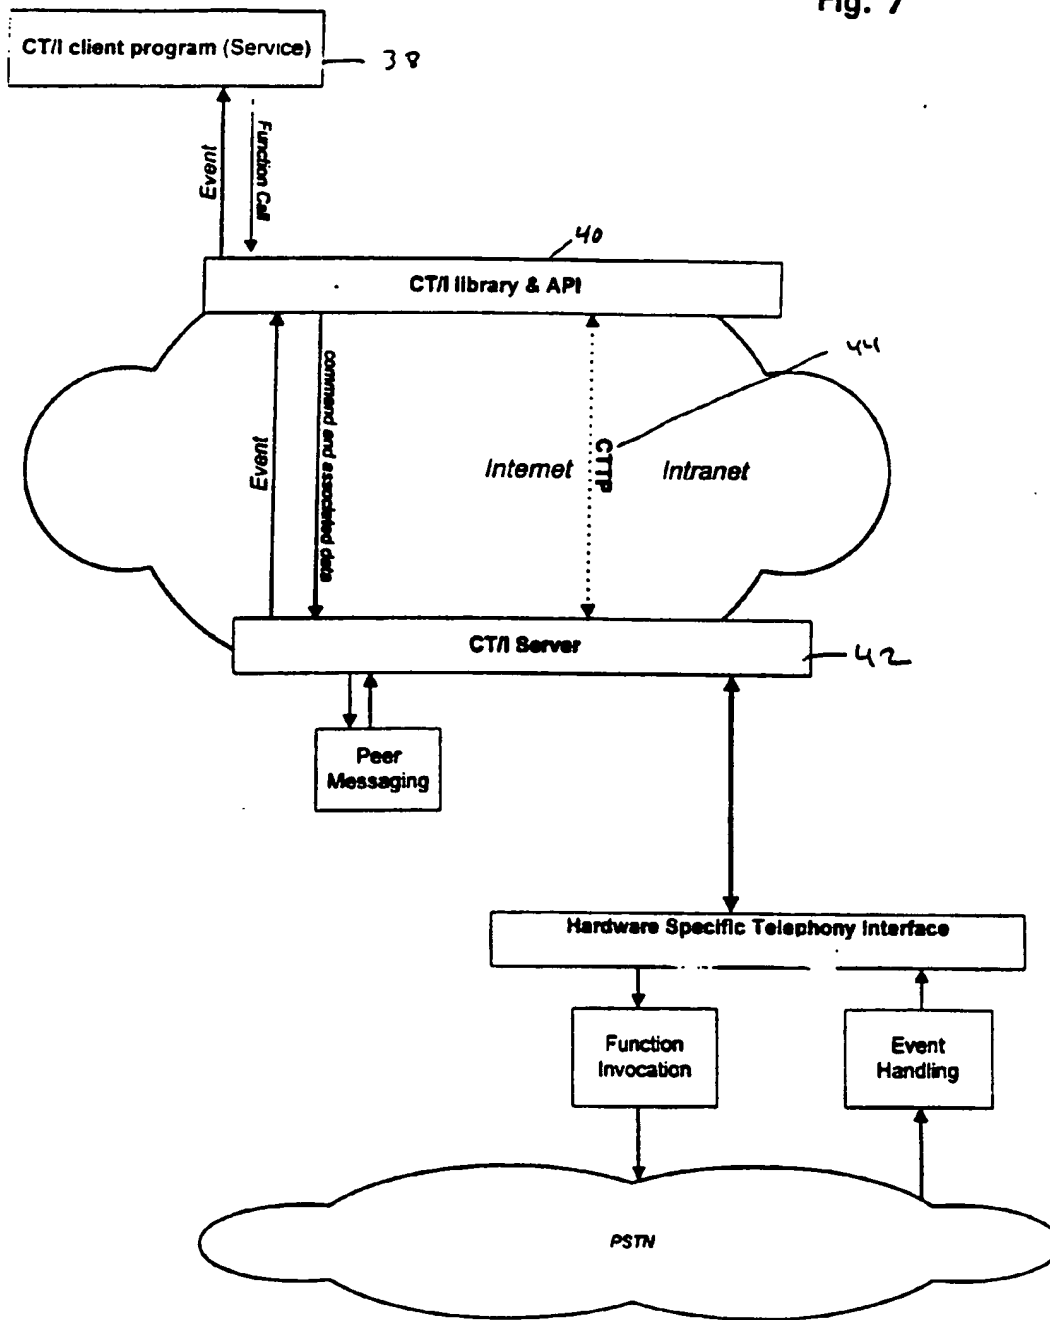 Fig. 7
CT/I client program (Service)
38
Event
Function Call
40
CT/I library & API
44
Event
command and associated data
Internet
CTTP
Intranet
CT/I Server
42
Peer
Messaging
Hardware Specific Telephony Interface
Function
Invocation
Event
Handling
PSTN